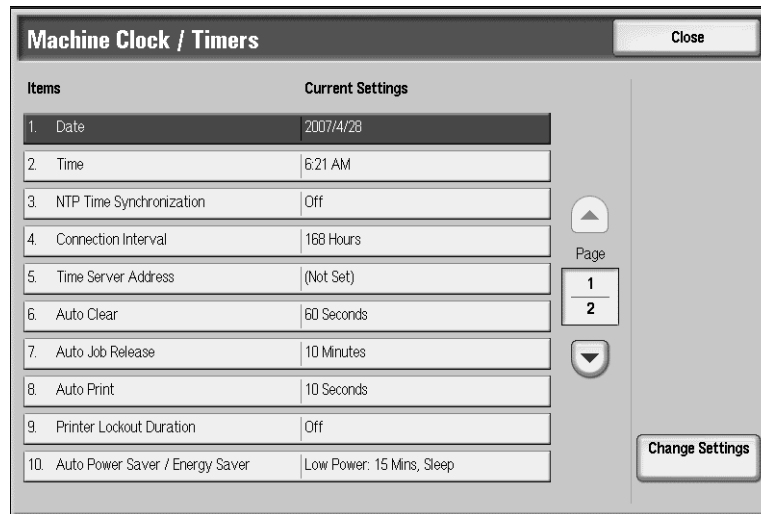 Machine Clock / Timers
Close
Items Current Settings
1. Date 2007/4/28
2. Time 6:21 AM
3. NTP Time Synchronization Off
4. Connection Interval 168 Hours
5. Time Server Address (Not Set)
6. Auto Clear 60 Seconds
7. Auto Job Release 10 Minutes
8. Auto Print 10 Seconds
9. Printer Lockout Duration Off
10. Auto Power Saver / Energy Saver Low Power: 15 Mins, Sleep
Page
1
2
Change Settings